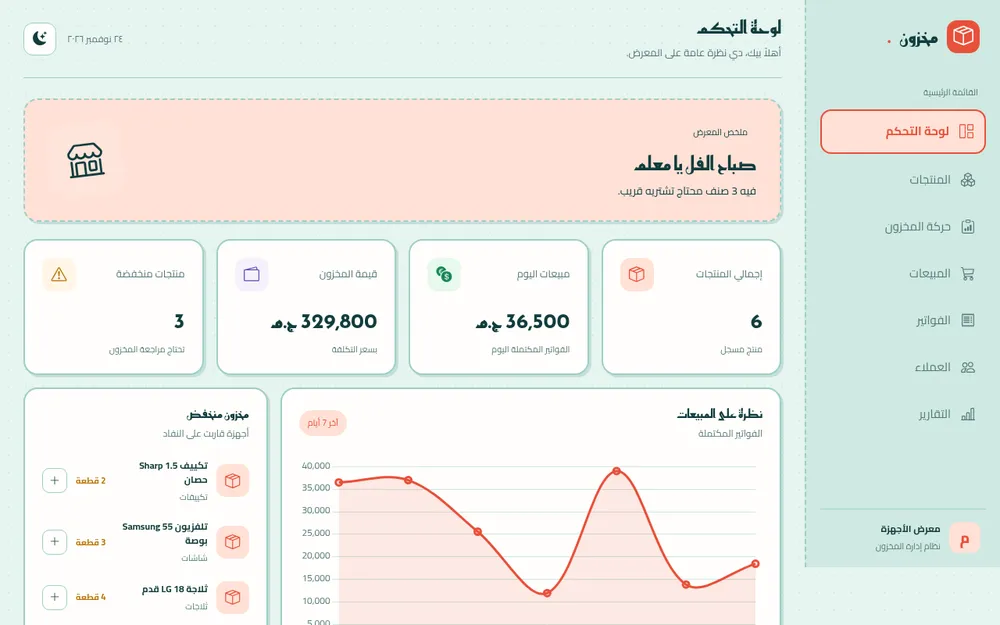 مخزون
القائمة الرئيسية
لوحة التحكم
المنتجات
حركة المخزون
المبيعات
الفواتير
العملاء
التقارير
م
معرض الأجهزة
نظام إدارة المخزون
لوحة التحكم
أهلاً بيك، دي نظرة عامة على المعرض.
٢٤ نوفمبر ٢٠٢٦
ملخص المعرض
صباح الفل يا معلم
فيه 3 صنف محتاج تشتريه قريب.
إجمالي المنتجات
6
منتج مسجل
مبيعات اليوم
36,500 ج.م
الفواتير المكتملة اليوم
قيمة المخزون
329,800 ج.م
بسعر التكلفة
منتجات منخفضة
3
تحتاج مراجعة المخزون
نظرة على المبيعات
الفواتير المكتملة
آخر 7 أيام
40,000
35,000
30,000
25,000
20,000
15,000
10,000
5,000
مخزون منخفض
أجهزة قاربت على النفاد
تكييف Sharp 1.5
حصان
تكييفات
2 قطعة
تلفزيون Samsung 55
بوصة
شاشات
3 قطعة
ثلاجة LG 18 قدم
ثلاجات
4 قطعة